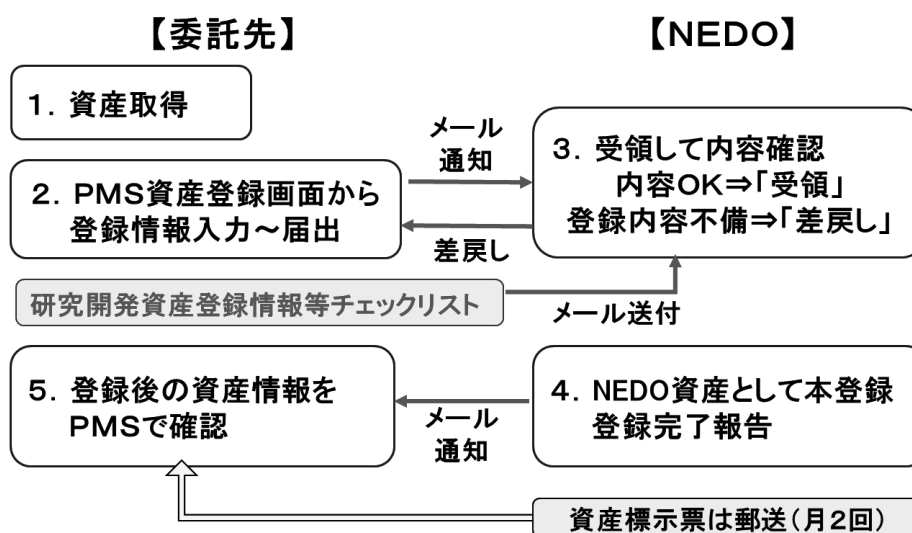 【委託先】
【NEDO】
1．資産取得
メール
通知
2．PMS資産登録画面から
登録情報入力～届出
3．受領して内容確認
内容OK⇒「受領」
登録内容不備⇒「差戻し」
差戻し
研究開発資産登録情報等チェックリスト
メール送付
5．登録後の資産情報を
PMSで確認
メール
通知
4．NEDO資産として本登録
登録完了報告
資産標示票は郵送（月2回）